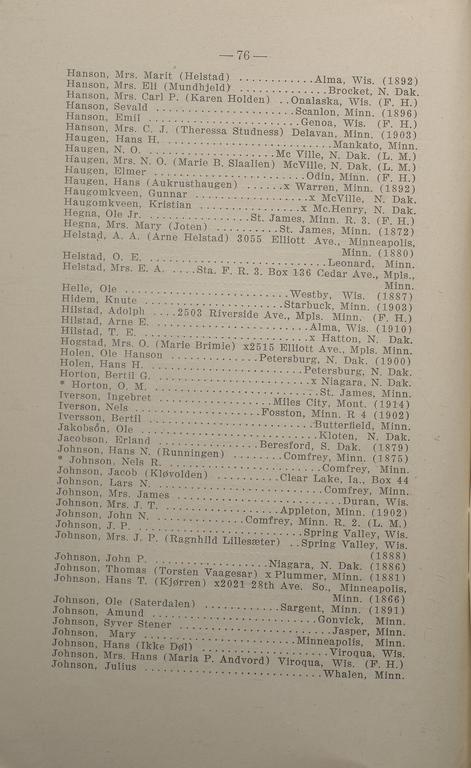 — 76 —
Hanson, Mrs. Marit (Helstad) ............Alma, Wis. (1892)
Hanson, Mrs. Eli (Mundhjeld) ..............Brocket, N. Dak.
Hanson, Mrs. Carl P. (Karen Holden) ..Onalaska, Wis. (F. H.)
Hanson, Sevald ......................Scanlon, Minn. (1896)
Hanson, Emil ........................Genoa, Wis. (F. H.)
Hanson, Mrs. C. J. (Theressa Studness) Delavan, Minn. (1903)
Haugen, Hans H. ............................Mankato, Minn.
Haugen, N. O. ....................Mc Ville, N. Dak. (L. M.)
Haugen, Mrs. N. O. (Marie B. Slaalien) McVille, N. Dak. (L. M.)
Haugen, Elmer ........................Odin, Minn. (F. H.)
Haugen, Hans (Aukrusthaugen) ......x Warren, Minn. (1892)
Haugomkveen, Gunnar ..................x McVille, N. Dak.
Haugomkveen, Kristian ................x Mc.Henry, N. Dak.
Hegna, Ole Jr. ................St. James, Minn. R. 3. (F. H.)
Hegna, Mrs. Mary (Joten) ..........St. James, Minn. (1872)
Helstad, A. A. (Arne Helstad) 3055 Elliott Ave., Minneapolis,
Minn. (1880)
Helstad, O. E. ............................Leonard, Minn.
Helstad, Mrs. E. A. ....Sta. F. R. 3. Box 136 Cedar Ave., Mpls.,
Minn.
Helle, Ole ..........................Westby, Wis. (1887)
Hidem, Knute ......................Starbuck, Minn. (1903)
Hilstad, Adolph ....2503 Riverside Ave., Mpls. Minn. (F. H.)
Hilstad, Arne E. ........................Alma, Wis. (1910)
Hilstad, T. E. ..........................x Hatton, N. Dak.
Hogstad, Mrs. O. (Marie Brimie) x2515 Elliott Ave., Mpls. Minn.
Holen, Ole Hanson ..............Petersburg, N. Dak. (1900)
Holen, Hans H. ......................Petersburg, N. Dak.
Horton, Bertil G. ......................x Niagara, N. Dak.
* Horton, O. M. ........................St. James, Minn.
Iverson, Ingebret ................Miles City, Mont. (1914)
Iverson, Nels ..................Fosston, Minn. R 4 (1902)
Iversson, Bertil ........................Butterfield, Minn.
Jakobsön, Ole ..........................Kloten, N. Dak.
Jacobson, Erland ................Beresford, S. Dak. (1879)
Johnson, Hans N. (Runningen) ........Comfrey, Minn. (1875)
* Johnson, Nels R. ........................Comfrey, Minn.
Johnson, Jacob (Kløvolden) ........Clear Lake, Ia., Box 44
Johnson, Lars N. ........................Comfrey, Minn.
Johnson, Mrs. James ........................Duran, Wis.
Johnson, Mrs. J. T. ..................Appleton, Minn. (1902)
Johnson, John N. ..............Comfrey, Minn. R. 2. (L. M.)
Johnson, J. P. ........................Spring Valley, Wis.
Johnson, Mrs. J. P. (Ragnhild Lillesæter) ..Spring Valley, Wis.
(1888)
Johnson, John P. ................Niagara, N. Dak. (1886)
Johnson, Thomas (Torsten Vaagesar) x Plummer, Minn. (1881)
Johnson, Hans T. (Kjørren) x2021 28th Ave. So., Minneapolis,
Minn. (1866)
Johnson, Ole (Saterdalen) ............Sargent, Minn. (1891)
Johnson, Amund ........................Gonvick, Minn.
Johnson, Syver Stener ......................Jasper, Minn.
Johnson, Mary ........................Minneapolis, Minn.
Johnson, Hans (Ikke Døl) ..................Viroqua, Wis.
Johnson, Mrs. Hans (Maria P. Andvord) Viroqua, Wis. (F. H.)
Johnson, Julius ..........................Whalen, Minn.